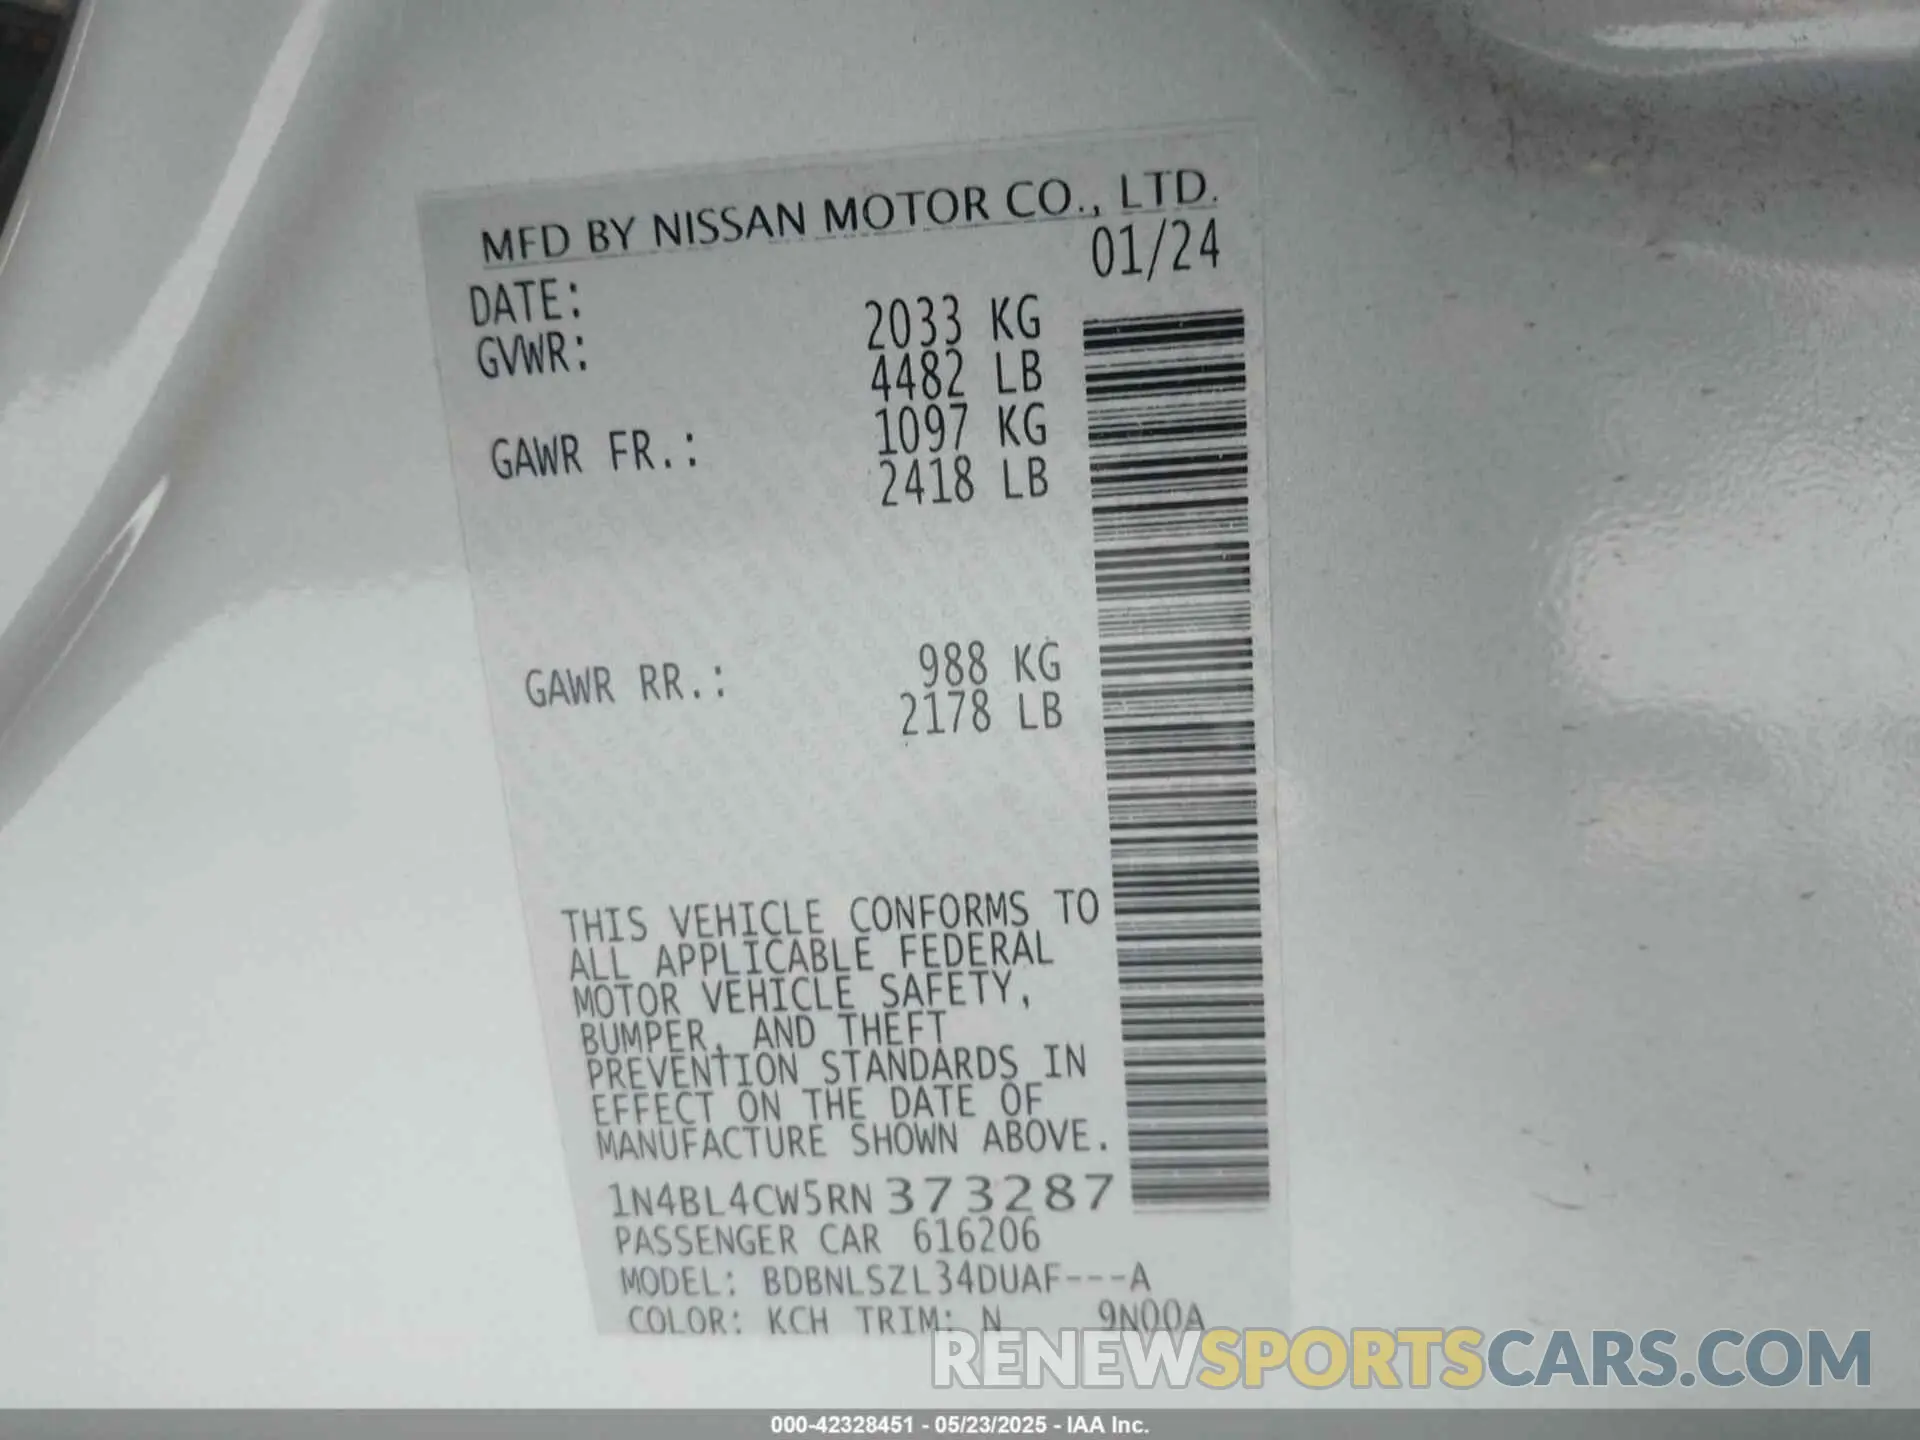 MFD BY NISSAN MOTOR CO., LTD.
DATE: 01/24
GVWR: 2033 KG
4482 LB
GAWR FR.: 1097 KG
2418 LB
GAWR RR.: 988 KG
2178 LB
THIS VEHICLE CONFORMS TO
ALL APPLICABLE FEDERAL
MOTOR VEHICLE SAFETY,
BUMPER, AND THEFT
PREVENTION STANDARDS IN
EFFECT ON THE DATE OF
MANUFACTURE SHOWN ABOVE.
1N4BL4CW5RN373287
PASSENGER CAR 616206
MODEL: BDBNLSZL34DUAF---A
COLOR: KCH TRIM: N 9N00A
RENEWSPORTSCARS.COM
000-42328451 - 05/23/2025 - IAA Inc.